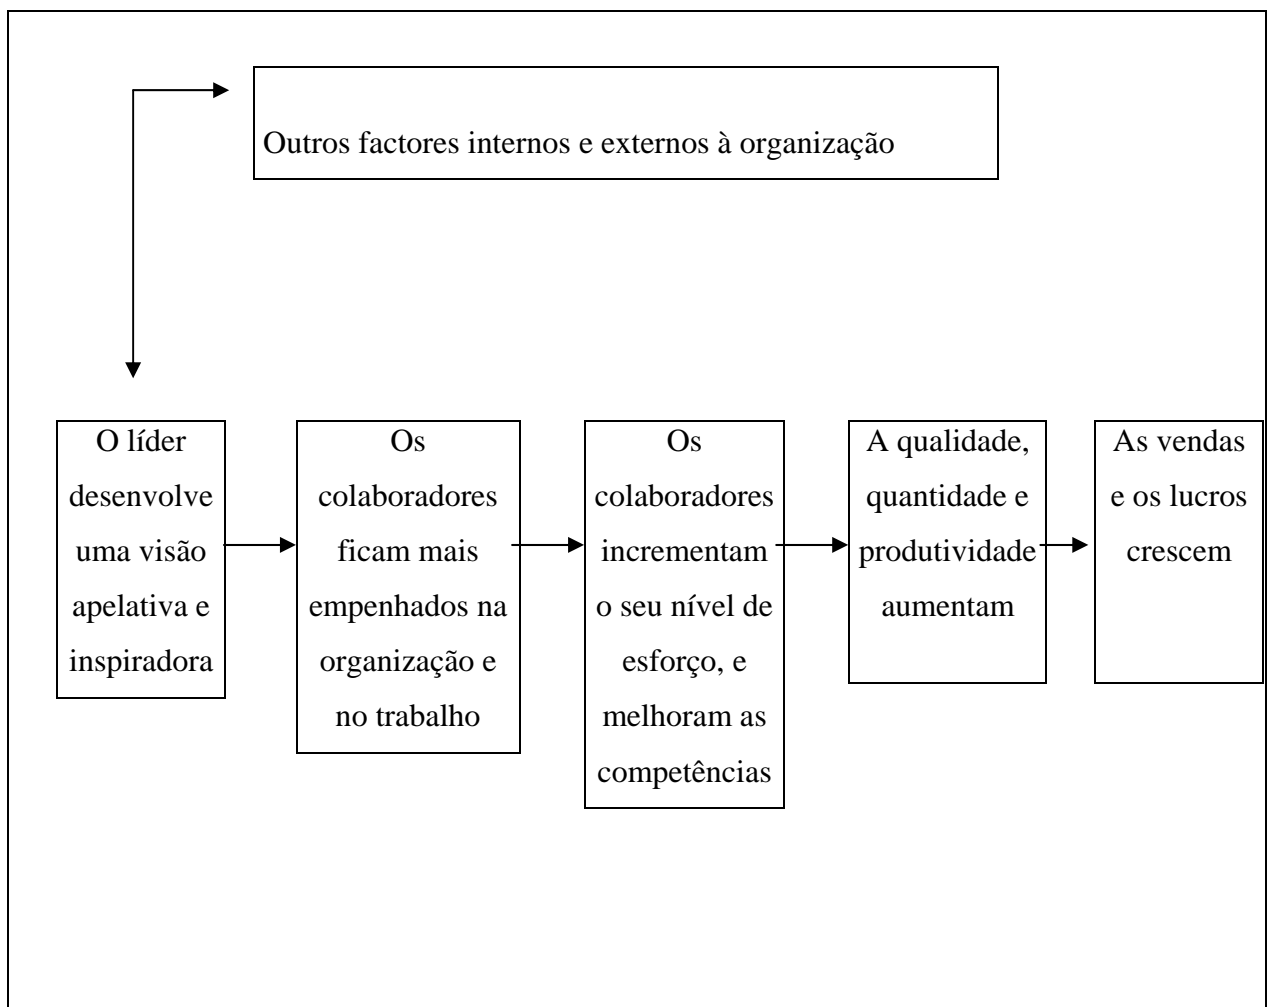 Outros factores internos e externos à organização
O líder
desenvolve
uma visão
apelativa e
inspiradora
Os
colaboradores
ficam mais
empenhados na
organização e
no trabalho
Os
colaboradores
incrementam
o seu nível de
esforço, e
melhoram as
competências
A qualidade,
quantidade e
produtividade
aumentam
As vendas
e os lucros
crescem